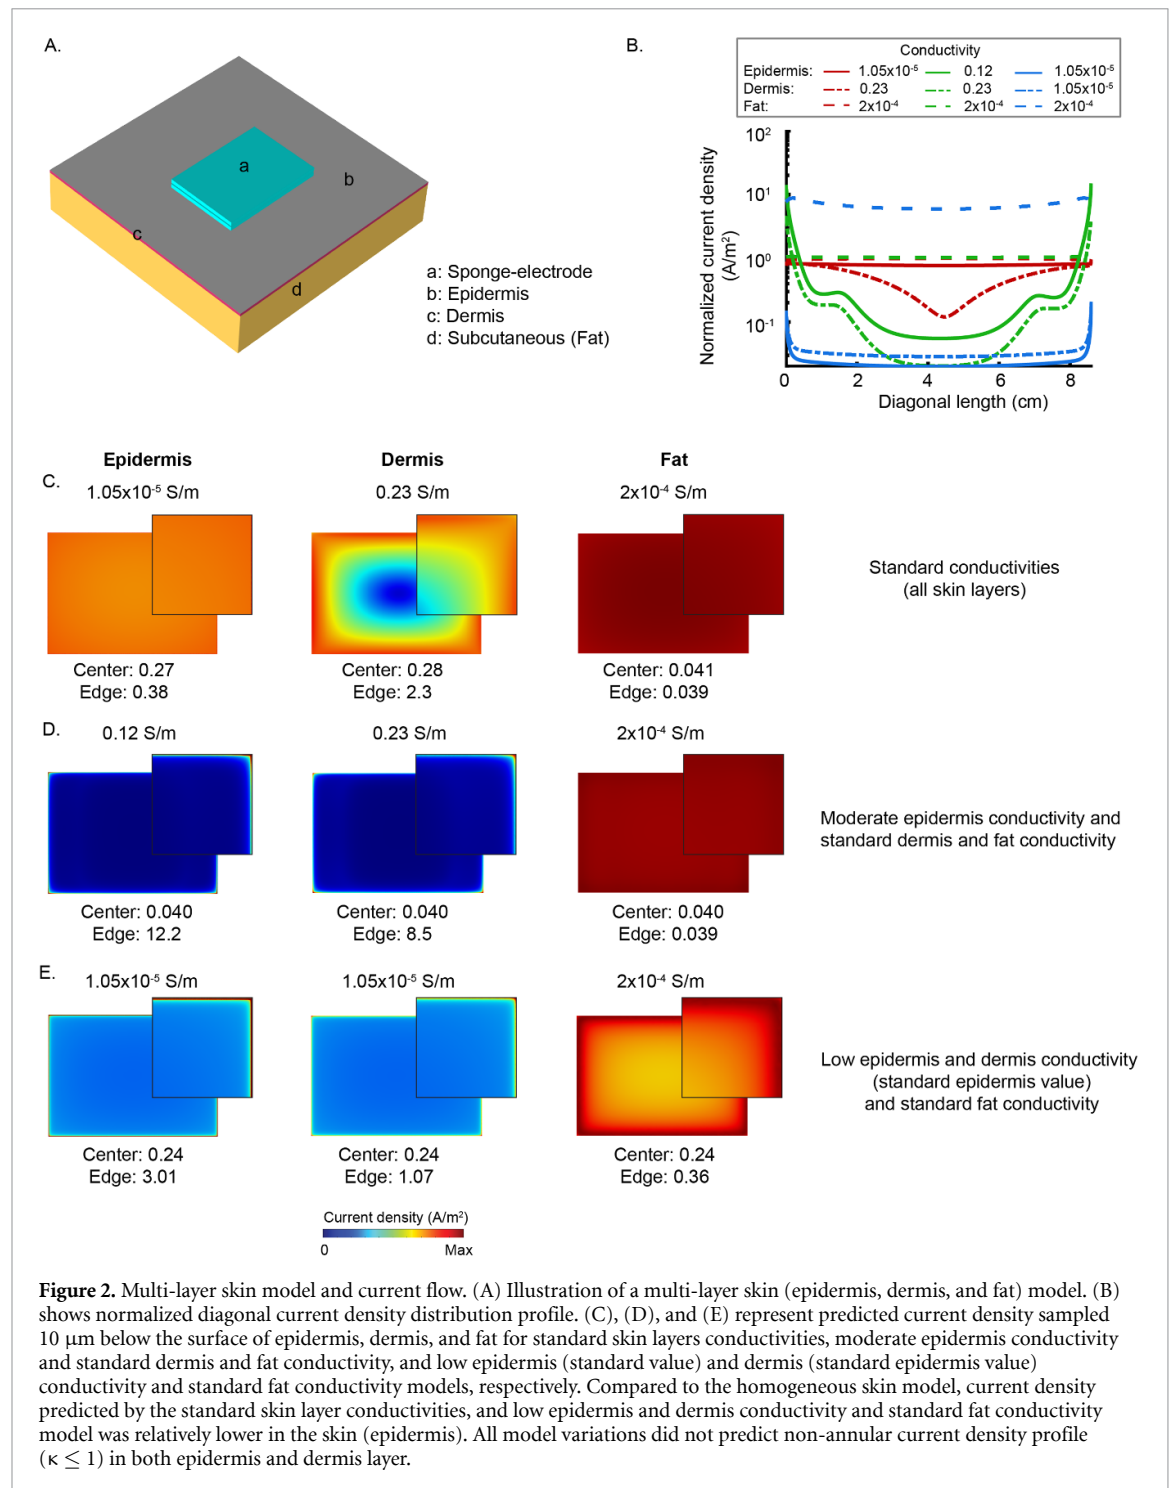 A.
a
b
c
d
a: Sponge-electrode
b: Epidermis
c: Dermis
d: Subcutaneous (Fat)
B.
Conductivity
Epidermis: 1.05x10⁻⁵ 0.12 1.05x10⁻⁵
Dermis: 0.23 0.23 1.05x10⁻⁵
Fat: 2x10⁻⁴ 2x10⁻⁴ 2x10⁻⁴
Normalized current density
(A/m²)
10²
10¹
10⁰
10⁻¹
0 2 4 6 8
Diagonal length (cm)
Epidermis Dermis Fat
C.
1.05x10⁻⁵ S/m 0.23 S/m 2x10⁻⁴ S/m
Standard conductivities
(all skin layers)
Center: 0.27 Center: 0.28 Center: 0.041
Edge: 0.38 Edge: 2.3 Edge: 0.039
D.
0.12 S/m 0.23 S/m 2x10⁻⁴ S/m
Moderate epidermis conductivity and
standard dermis and fat conductivity
Center: 0.040 Center: 0.040 Center: 0.040
Edge: 12.2 Edge: 8.5 Edge: 0.039
E.
1.05x10⁻⁵ S/m 1.05x10⁻⁵ S/m 2x10⁻⁴ S/m
Low epidermis and dermis conductivity
(standard epidermis value)
and standard fat conductivity
Center: 0.24 Center: 0.24 Center: 0.24
Edge: 3.01 Edge: 1.07 Edge: 0.36
Current density (A/m²)
0 Max
Figure 2. Multi-layer skin model and current flow. (A) Illustration of a multi-layer skin (epidermis, dermis, and fat) model. (B)
shows normalized diagonal current density distribution profile. (C), (D), and (E) represent predicted current density sampled
10 μm below the surface of epidermis, dermis, and fat for standard skin layers conductivities, moderate epidermis conductivity
and standard dermis and fat conductivity, and low epidermis (standard value) and dermis (standard epidermis value)
conductivity and standard fat conductivity models, respectively. Compared to the homogeneous skin model, current density
predicted by the standard skin layer conductivities, and low epidermis and dermis conductivity and standard fat conductivity
model was relatively lower in the skin (epidermis). All model variations did not predict non-annular current density profile
(κ ≤ 1) in both epidermis and dermis layer.